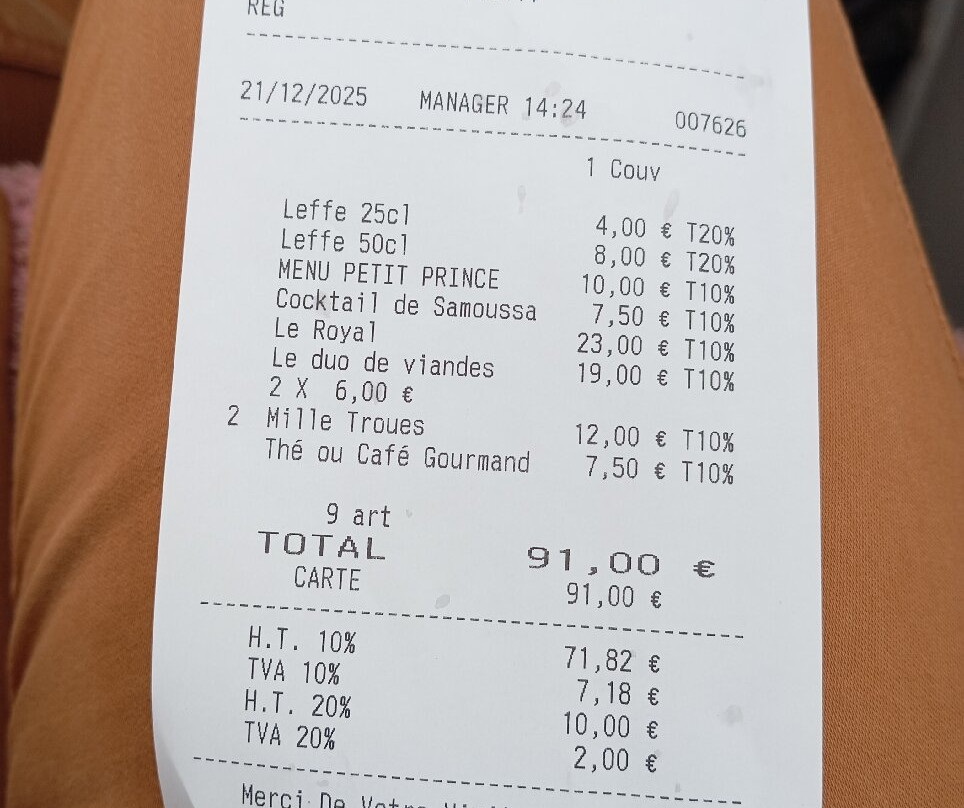 REG
21/12/2025 MANAGER 14:24 007626
1 Couv
Leffe 25cl 4,00 € T20%
Leffe 50cl 8,00 € T20%
MENU PETIT PRINCE 10,00 € T10%
Cocktail de Samoussa 7,50 € T10%
Le Royal 23,00 € T10%
Le duo de viandes 19,00 € T10%
2 X 6,00 €
2 Mille Troues 12,00 € T10%
Thé ou Café Gourmand 7,50 € T10%
9 art
TOTAL 91,00 €
CARTE 91,00 €
H.T. 10% 71,82 €
TVA 10% 7,18 €
H.T. 20% 10,00 €
TVA 20% 2,00 €
Merci De Votre